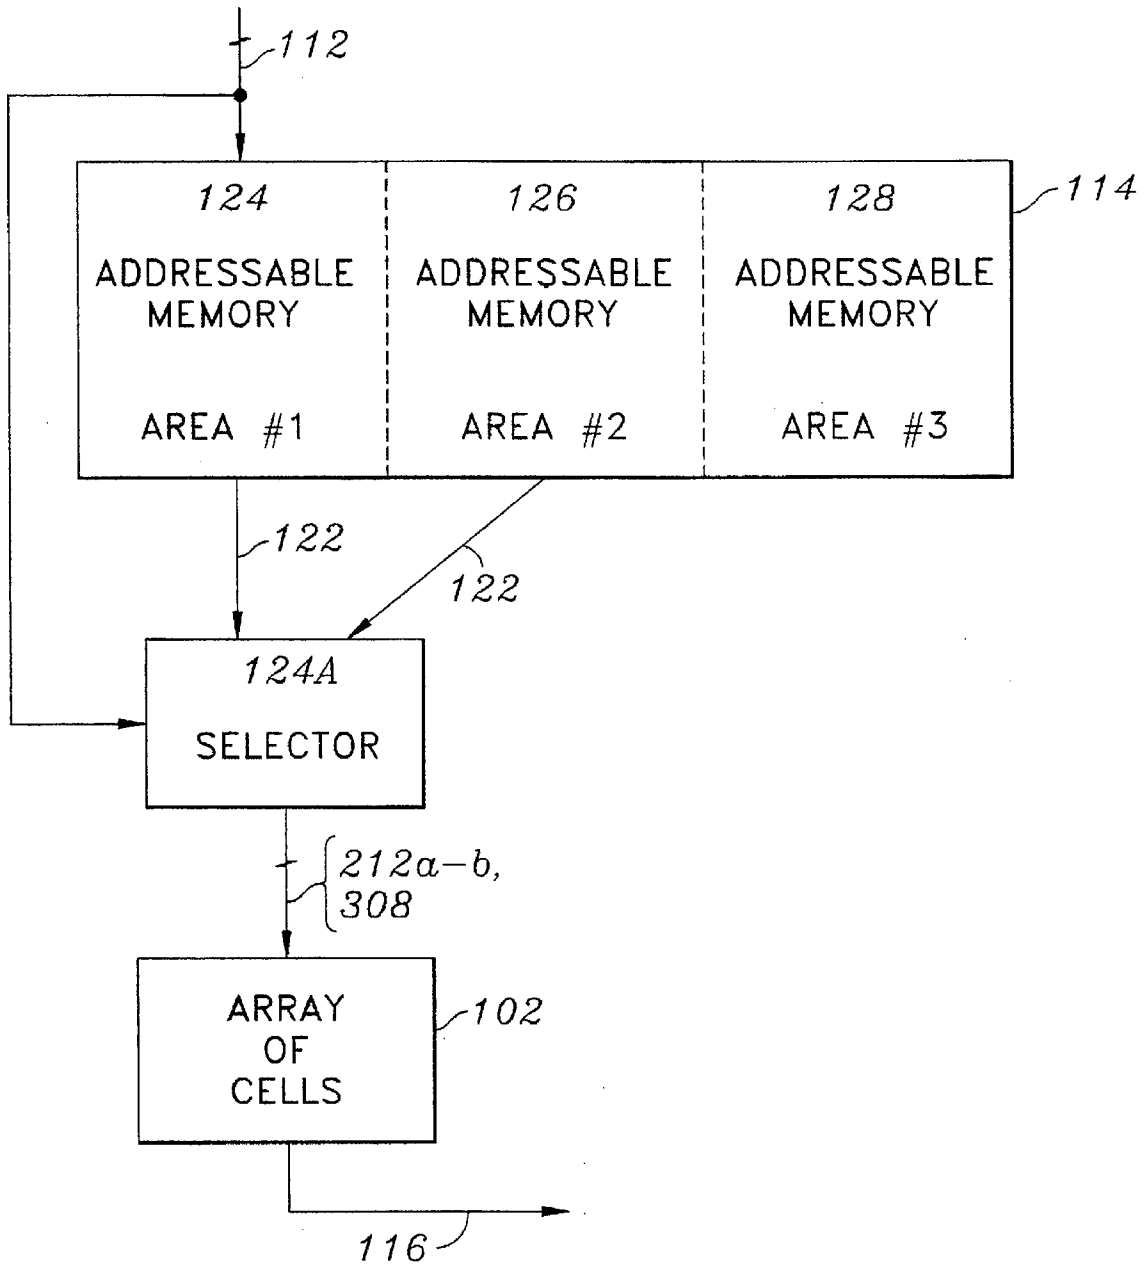 112
124 126 128
114
ADDRESSABLE ADDRESSABLE ADDRESSABLE
MEMORY MEMORY MEMORY
AREA #1 AREA #2 AREA #3
122
122
124A
SELECTOR
212a-b,
308
ARRAY
OF
CELLS
102
116